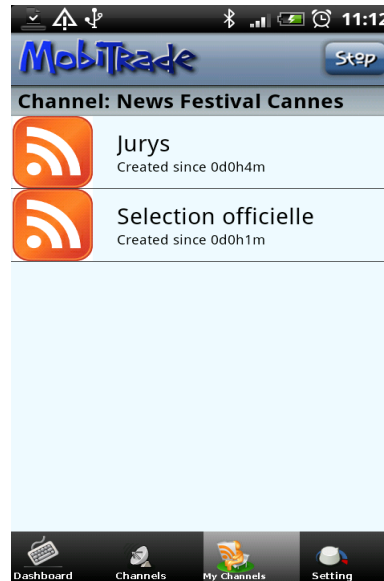 11:12
MobiTrade
Stop
Channel: News Festival Cannes
Jurys
Created since 0d0h4m
Selection officielle
Created since 0d0h1m
Dashboard Channels My Channels Setting